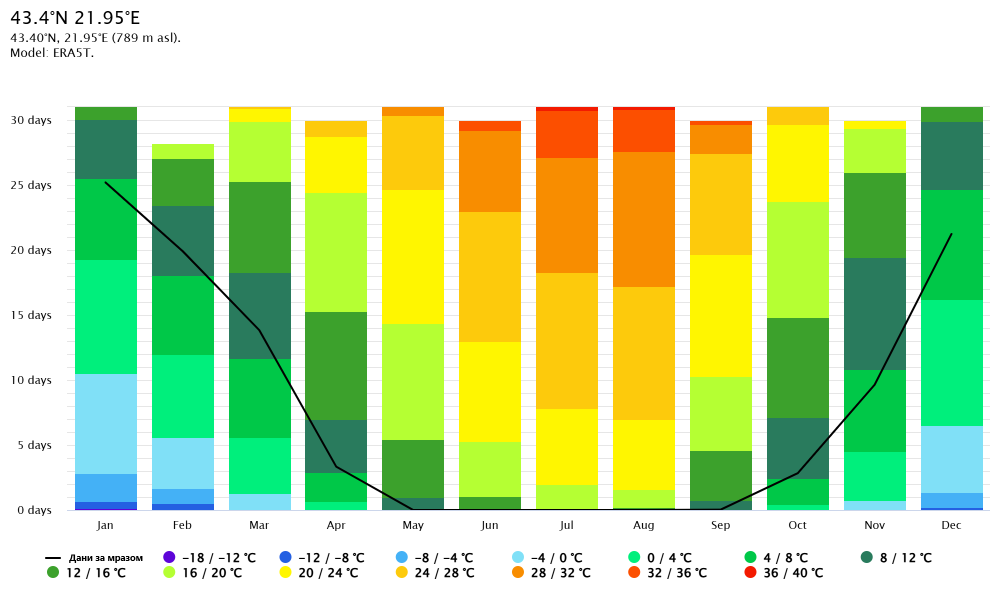 43.4°N 21.95°E
43.40°N, 21.95°E (789 m asl).
Model: ERA5T.
30 days
25 days
20 days
15 days
10 days
5 days
0 days
Jan Feb Mar Apr May Jun Jul Aug Sep Oct Nov Dec
Дани за мразом −18 / −12 °C −12 / −8 °C −8 / −4 °C −4 / 0 °C 0 / 4 °C 4 / 8 °C 8 / 12 °C
12 / 16 °C 16 / 20 °C 20 / 24 °C 24 / 28 °C 28 / 32 °C 32 / 36 °C 36 / 40 °C